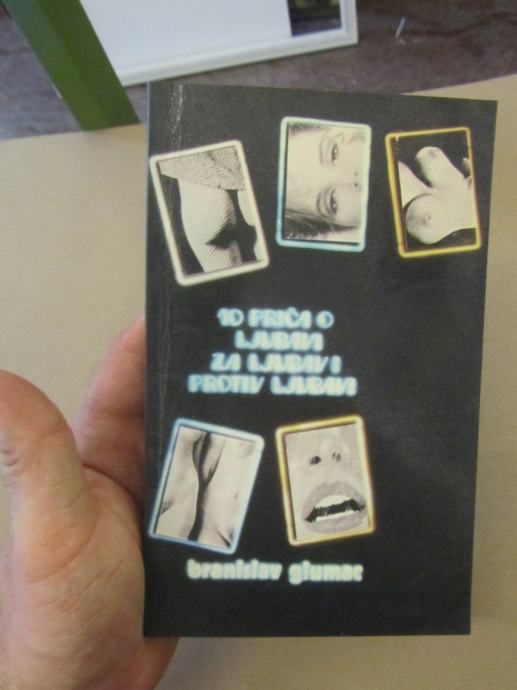 10 PRIČA O
LJUBAVI
ZA LJUBAV I
PROTIV LJUBAVI
branislav glumac